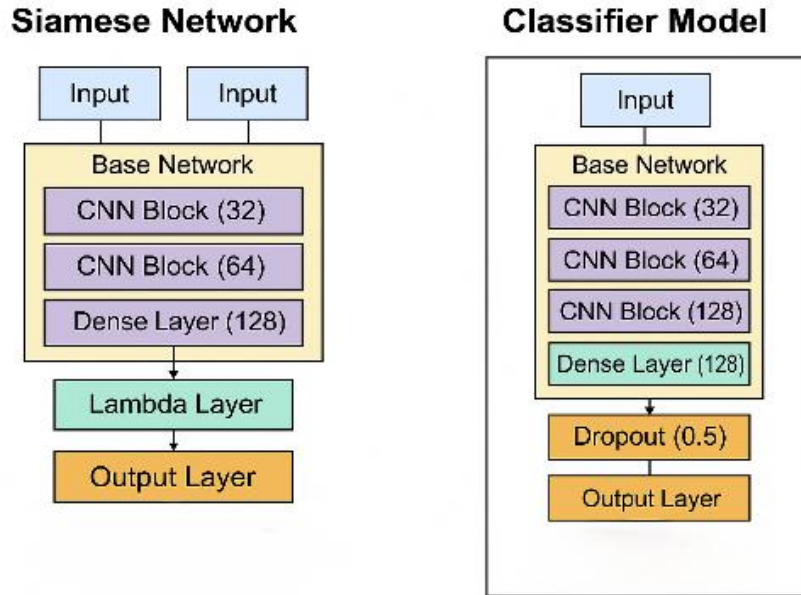 Siamese Network
Input
Input
Base Network
CNN Block (32)
CNN Block (64)
Dense Layer (128)
Lambda Layer
Output Layer
Classifier Model
Input
Base Network
CNN Block (32)
CNN Block (64)
CNN Block (128)
Dense Layer (128)
Dropout (0.5)
Output Layer